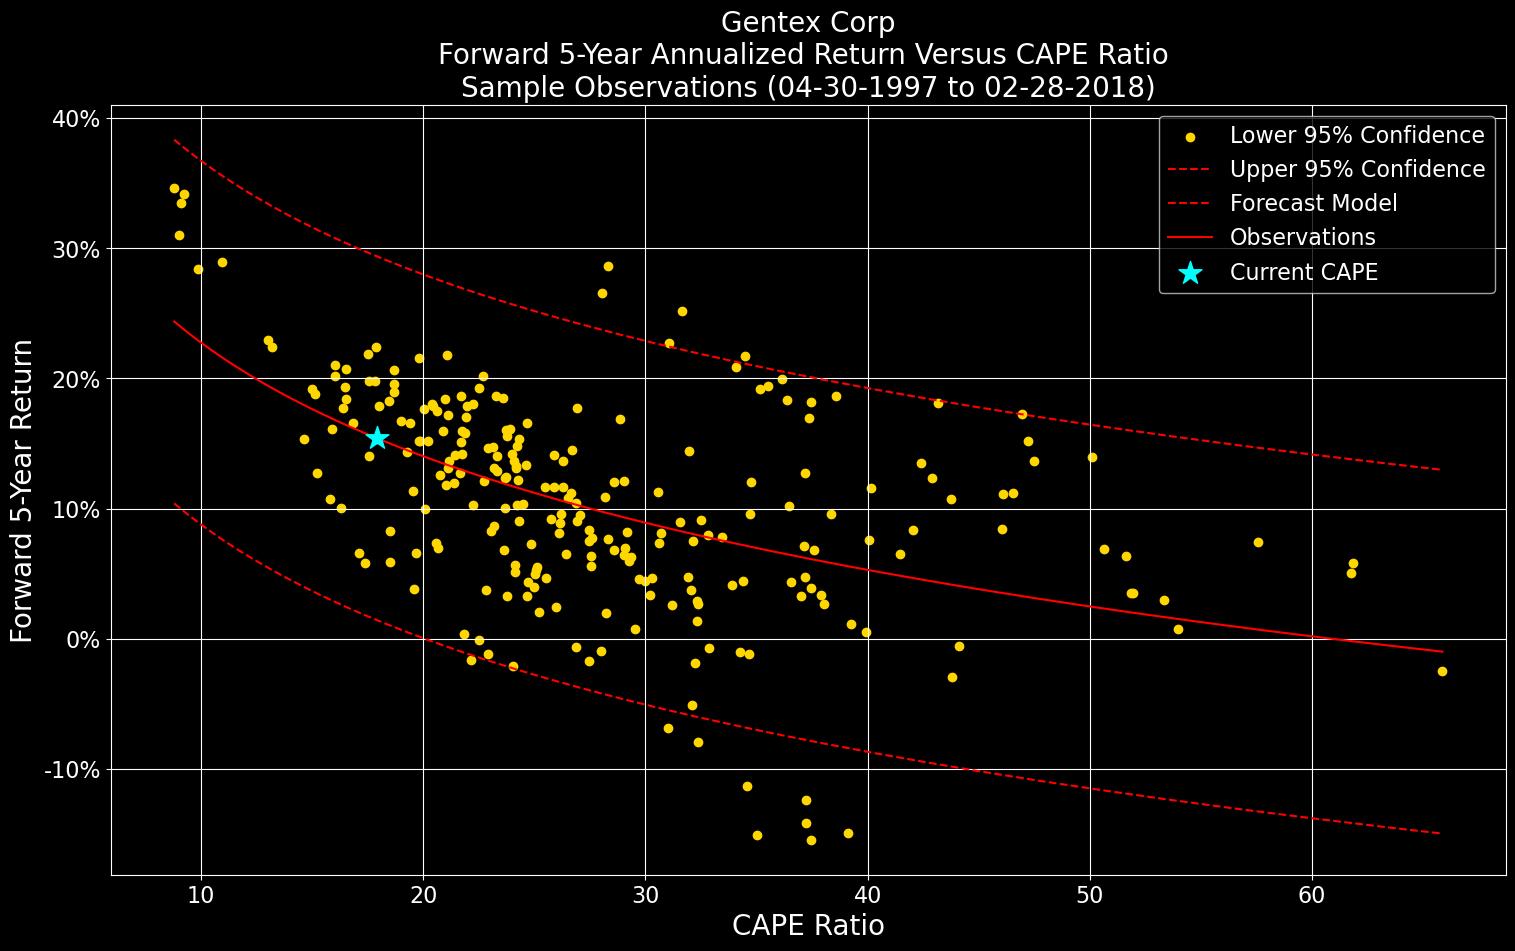 Gentex Corp
Forward 5-Year Annualized Return Versus CAPE Ratio
Sample Observations (04-30-1997 to 02-28-2018)
Lower 95% Confidence
Upper 95% Confidence
Forecast Model
Observations
Current CAPE
Forward 5-Year Return
40%
30%
20%
10%
0%
-10%
10 20 30 40 50 60
CAPE Ratio